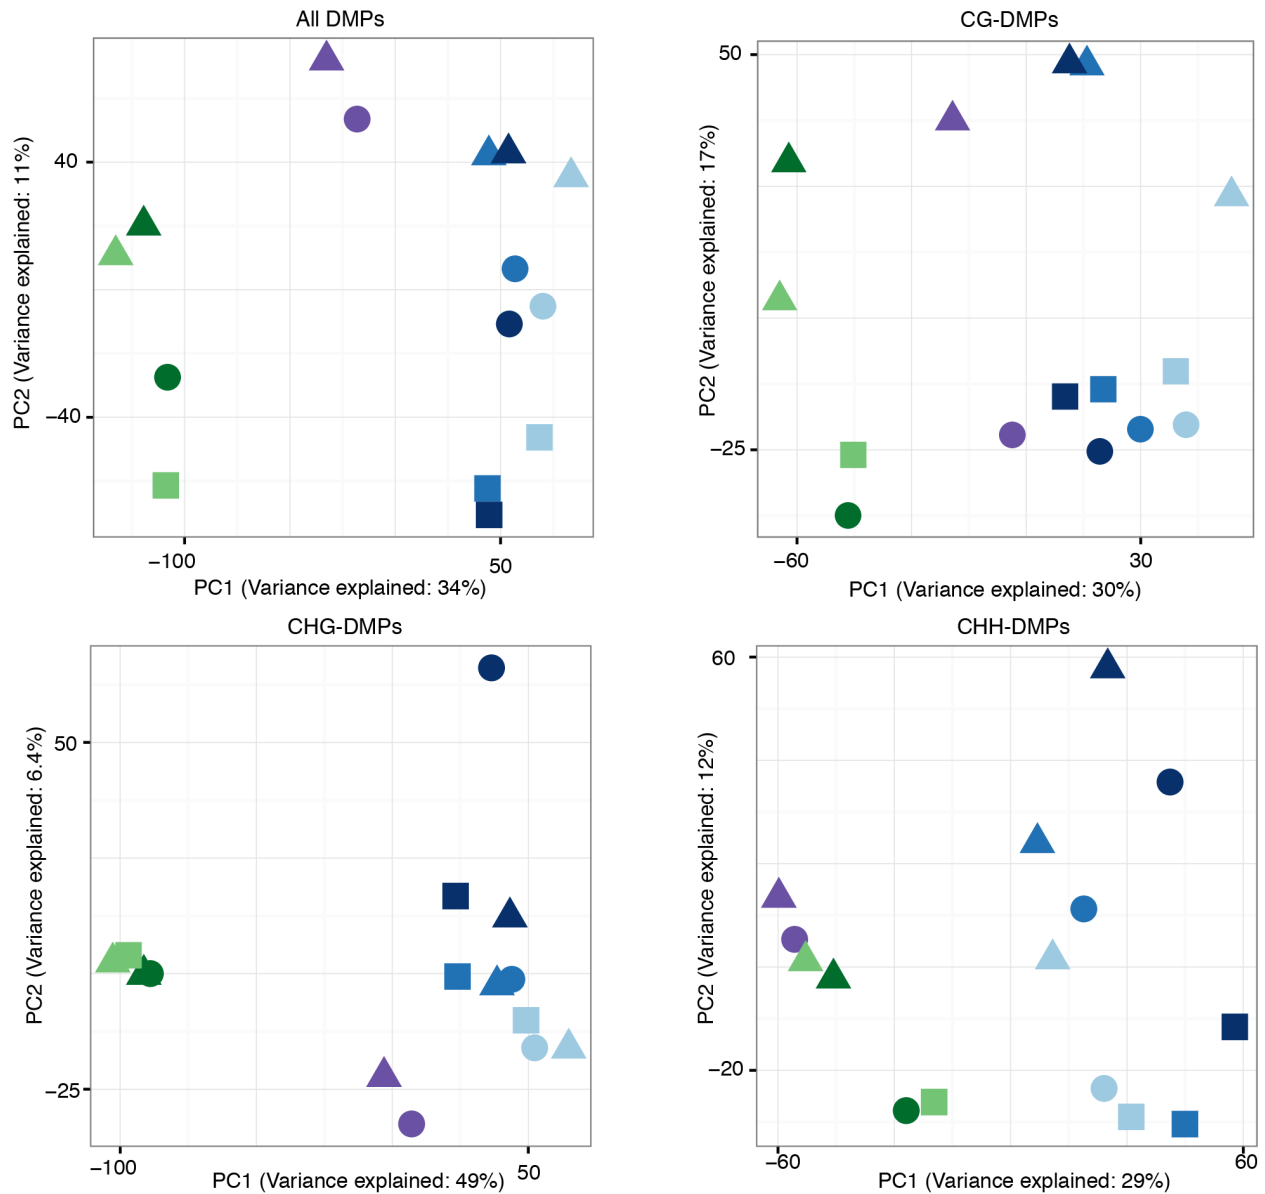 All DMPs
PC2 (Variance explained: 11%)
40
−40
−100
50
PC1 (Variance explained: 34%)
CG-DMPs
PC2 (Variance explained: 17%)
50
−25
−60
30
PC1 (Variance explained: 30%)
CHG-DMPs
PC2 (Variance explained: 6.4%)
50
−25
−100
50
PC1 (Variance explained: 49%)
CHH-DMPs
PC2 (Variance explained: 12%)
60
−20
−60
60
PC1 (Variance explained: 29%)